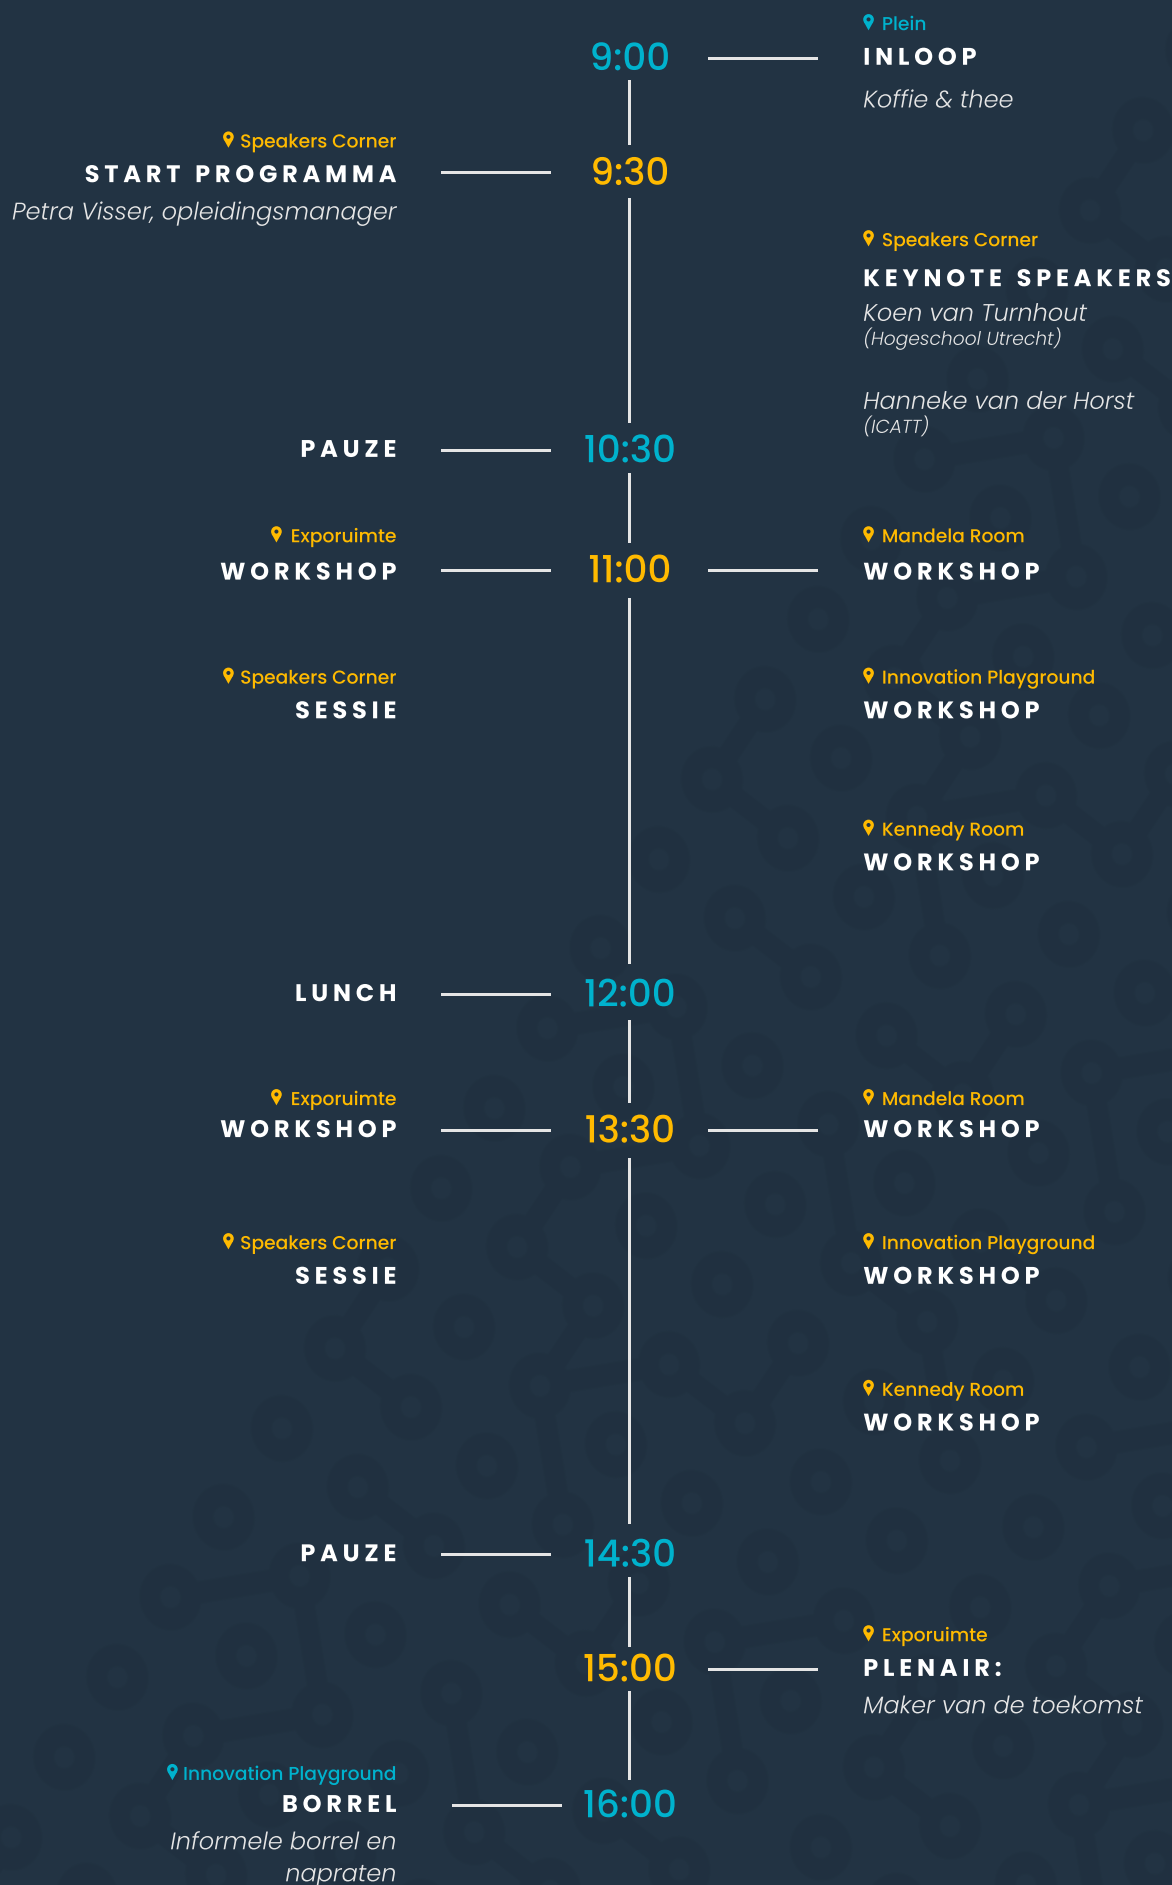 Plein
9:00
INLOOP
Koffie & thee
Speakers Corner
START PROGRAMMA
9:30
Petra Visser, opleidingsmanager
Speakers Corner
KEYNOTE SPEAKERS
Koen van Turnhout
(Hogeschool Utrecht)
Hanneke van der Horst
(ICATT)
PAUZE
10:30
Exporuimte
WORKSHOP
11:00
Mandela Room
WORKSHOP
Speakers Corner
SESSIE
Innovation Playground
WORKSHOP
Kennedy Room
WORKSHOP
LUNCH
12:00
Exporuimte
WORKSHOP
13:30
Mandela Room
WORKSHOP
Speakers Corner
SESSIE
Innovation Playground
WORKSHOP
Kennedy Room
WORKSHOP
PAUZE
14:30
15:00
Exporuimte
PLENAIR:
Maker van de toekomst
Innovation Playground
BORREL
16:00
Informele borrel en
napraten